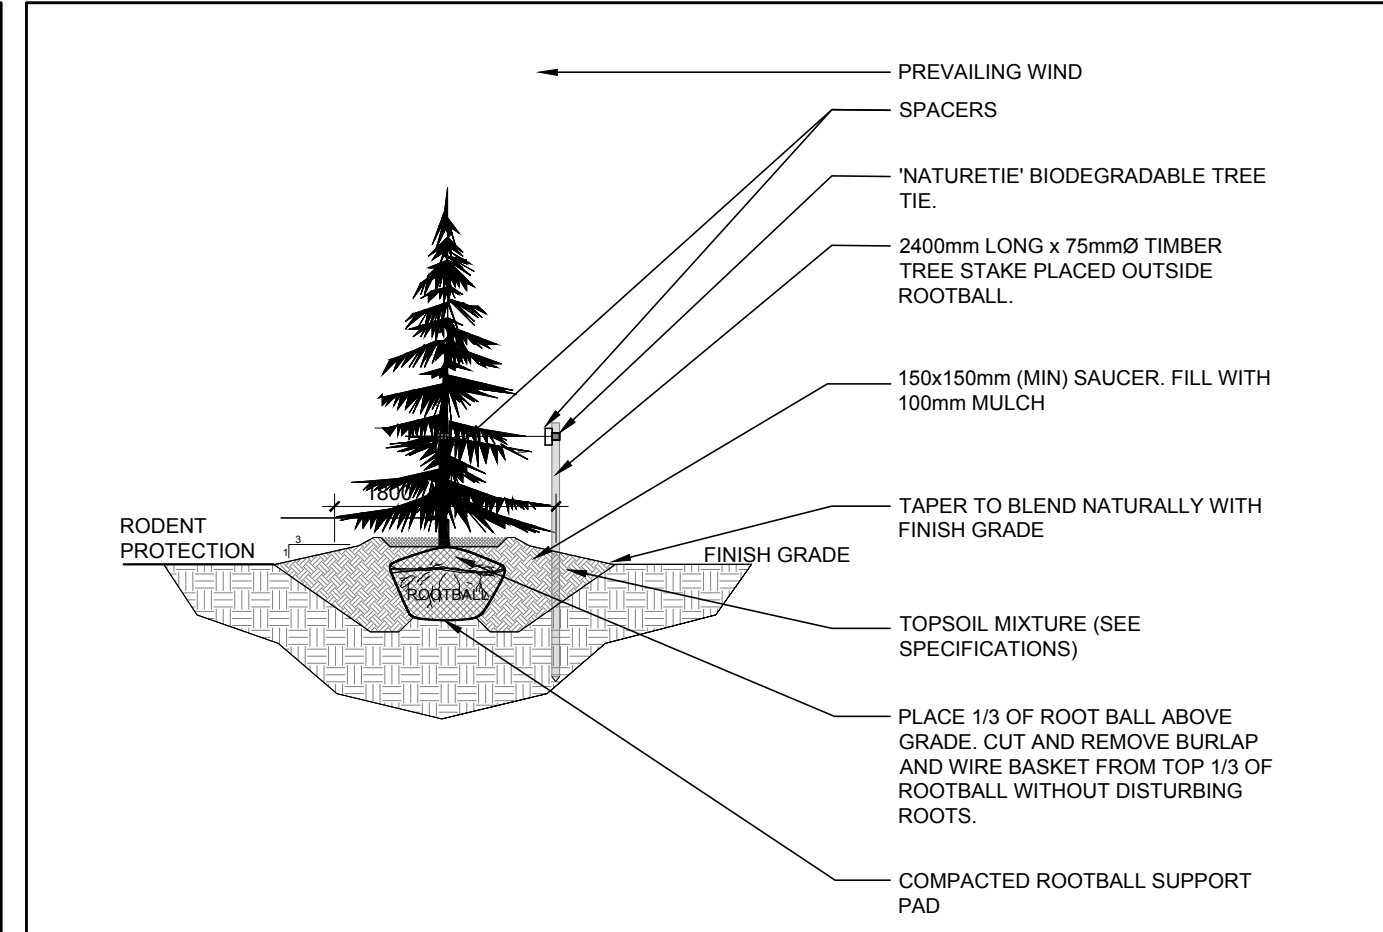 PREVAILING WIND
SPACERS
'NATURETIE' BIODEGRADABLE TREE
TIE.
2400mm LONG x 75mmØ TIMBER
TREE STAKE PLACED OUTSIDE
ROOTBALL.
150x150mm (MIN) SAUCER. FILL WITH
100mm MULCH
1800
TAPER TO BLEND NATURALLY WITH
FINISH GRADE
RODENT
PROTECTION
3
1
FINISH GRADE
ROOTBALL
TOPSOIL MIXTURE (SEE
SPECIFICATIONS)
PLACE 1/3 OF ROOT BALL ABOVE
GRADE. CUT AND REMOVE BURLAP
AND WIRE BASKET FROM TOP 1/3 OF
ROOTBALL WITHOUT DISTURBING
ROOTS.
COMPACTED ROOTBALL SUPPORT
PAD